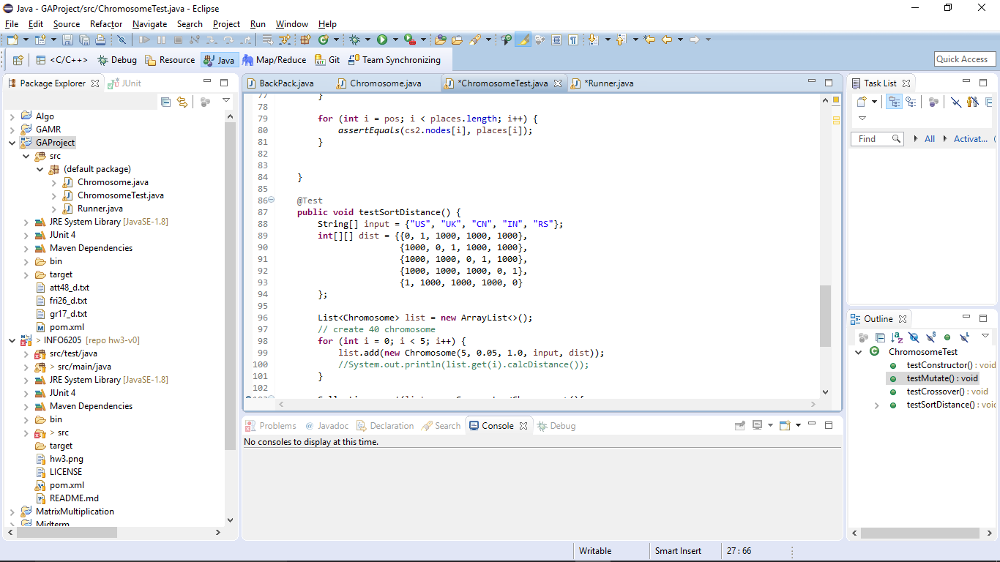 Java - GAProject/src/ChromosomeTest.java - Eclipse
File Edit Source Refactor Navigate Search Project Run Window Help
<C/C++> Debug Resource Java Map/Reduce Git Team Synchronizing Quick Access
Package Explorer JUnit
Algo
GAMR
GAProject
src
(default package)
Chromosome.java
ChromosomeTest.java
Runner.java
JRE System Library [JavaSE-1.8]
JUnit 4
Maven Dependencies
bin
target
att48_d.txt
fri26_d.txt
gr17_d.txt
pom.xml
> INFO6205 [repo hw3-v0]
src/test/java
> src/main/java
JRE System Library [JavaSE-1.8]
JUnit 4
Maven Dependencies
bin
> src
target
hw3.png
LICENSE
pom.xml
README.md
MatrixMultiplication
Midterm
BackPack.java Chromosome.java *ChromosomeTest.java *Runner.java
77 }
78
79 for (int i = pos; i < places.length; i++) {
80 assertEquals(cs2.nodes[i], places[i]);
81 }
82
83
84 }
85
86 @Test
87 public void testSortDistance() {
88 String[] input = {"US", "UK", "CN", "IN", "RS"};
89 int[][] dist = {{0, 1, 1000, 1000, 1000},
90 {1000, 0, 1, 1000, 1000},
91 {1000, 1000, 0, 1, 1000},
92 {1000, 1000, 1000, 0, 1},
93 {1, 1000, 1000, 1000, 0}
94 };
95
96 List<Chromosome> list = new ArrayList<>();
97 // create 40 chromosome
98 for (int i = 0; i < 5; i++) {
99 list.add(new Chromosome(5, 0.05, 1.0, input, dist));
100 //System.out.println(list.get(i).calcDistance());
101 }
102
Problems Javadoc Declaration Search Console Debug
No consoles to display at this time.
Task List
Find All Activat...
Outline
ChromosomeTest
testConstructor() : void
testMutate() : void
testCrossover() : void
testSortDistance() : voic
Writable Smart Insert 27 : 66